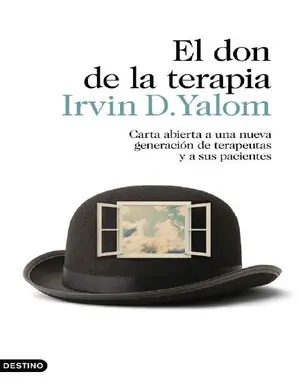 El don
de la terapia
Irvin D. Yalom
Carta abierta a una nueva
generación de terapeutas
y a sus pacientes
DESTINO